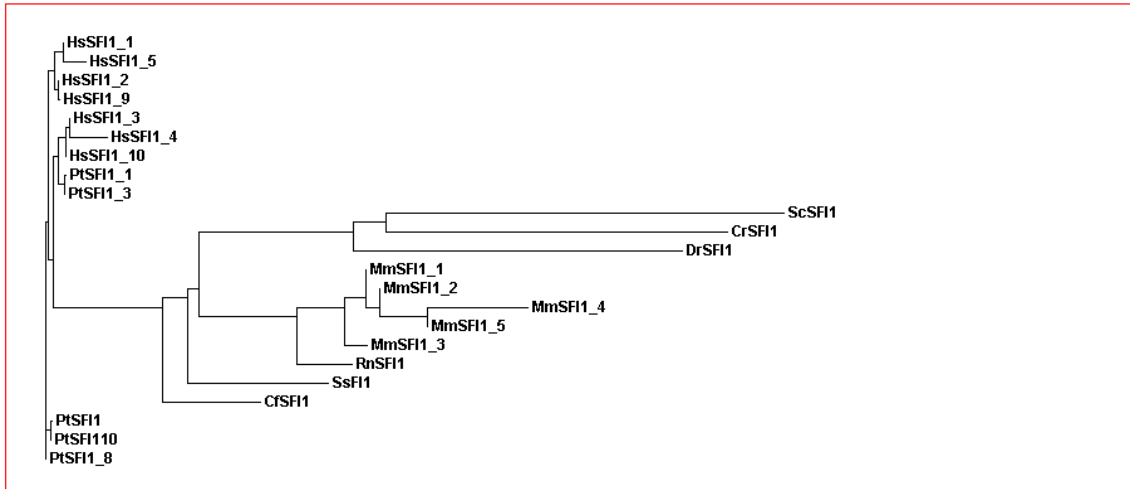 HsSFI1_1
HsSFI1_5
HsSFI1_2
HsSFI1_9
HsSFI1_3
HsSFI1_4
HsSFI1_10
PtSFI1_1
PtSFI1_3
ScSFI1
CrSFI1
DrSFI1
MmSFI1_1
MmSFI1_2
MmSFI1_4
MmSFI1_5
MmSFI1_3
RnSFI1
SsFI1
CfSFI1
PtSFI1
PtSFI110
PtSFI1_8